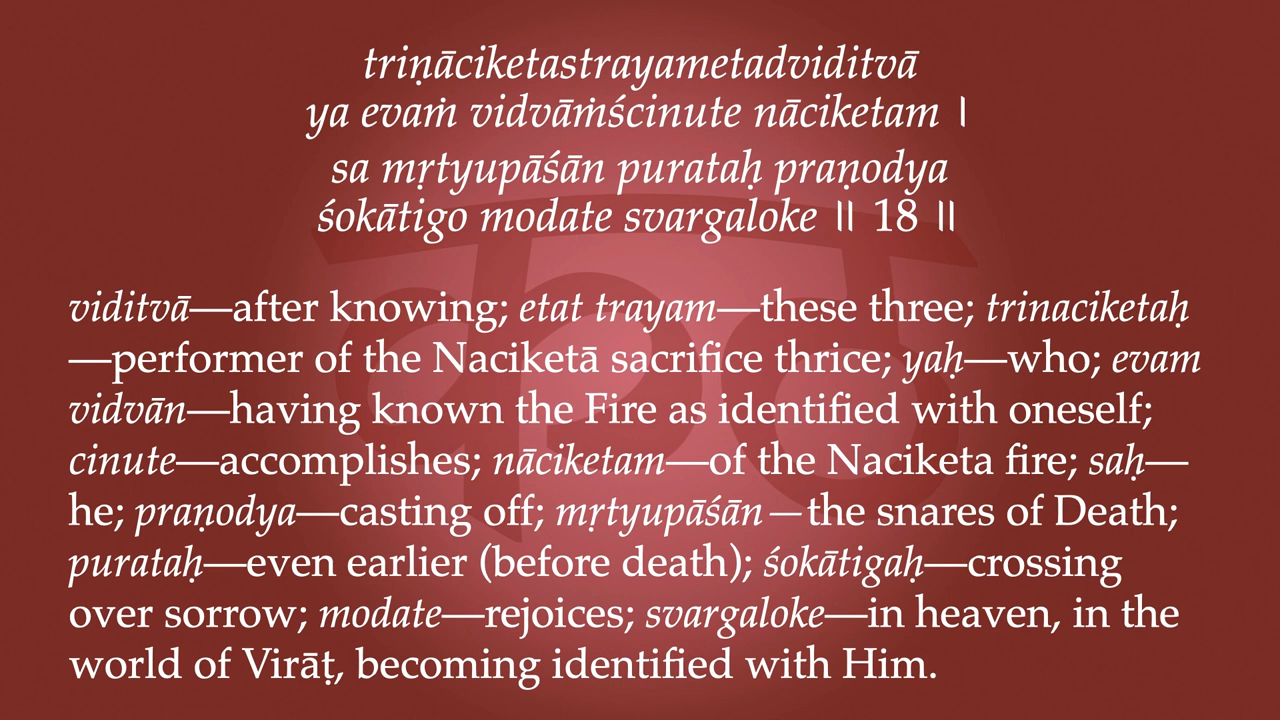 triṇāciketastrayametadviditvā
ya evaṁ vidvāṁścinute nāciketam ।
sa mṛtyupāśān purataḥ praṇodya
śokātigo modate svargaloke ॥ 18 ॥
viditvā—after knowing; etat trayam—these three; trinaciketaḥ
—performer of the Naciketā sacrifice thrice; yaḥ—who; evam
vidvān—having known the Fire as identified with oneself;
cinute—accomplishes; nāciketam—of the Naciketa fire; saḥ—
he; praṇodya—casting off; mṛtyupāśān—the snares of Death;
purataḥ—even earlier (before death); śokātigaḥ—crossing
over sorrow; modate—rejoices; svargaloke—in heaven, in the
world of Virāṭ, becoming identified with Him.
कठ